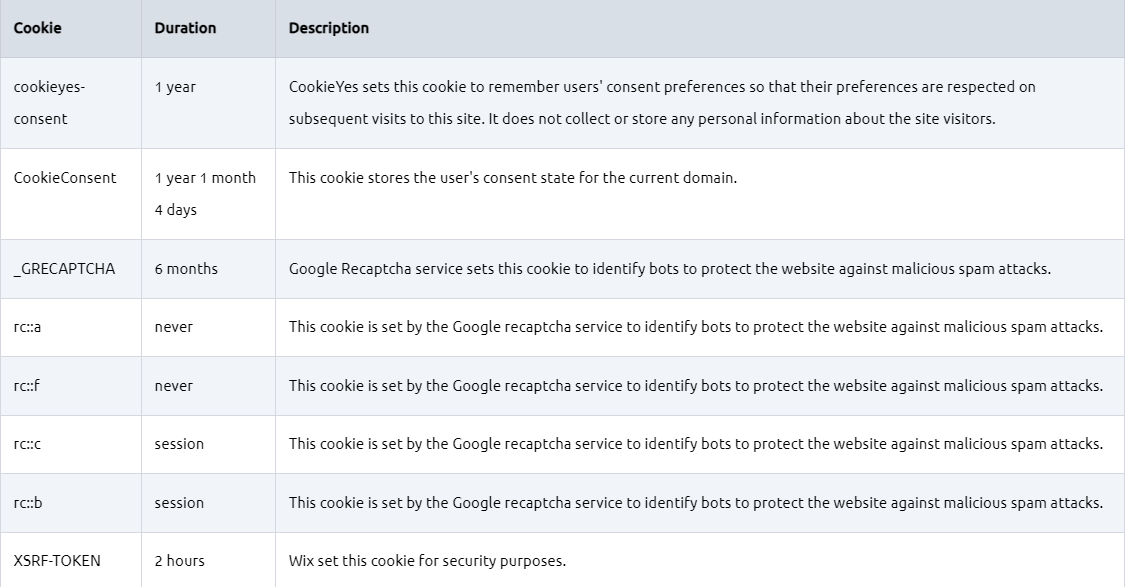 Cookie Duration Description
cookieyes- 1 year CookieYes sets this cookie to remember users' consent preferences so that their preferences are respected on
consent subsequent visits to this site. It does not collect or store any personal information about the site visitors.
CookieConsent 1 year 1 month This cookie stores the user's consent state for the current domain.
4 days
_GRECAPTCHA 6 months Google Recaptcha service sets this cookie to identify bots to protect the website against malicious spam attacks.
rc::a never This cookie is set by the Google recaptcha service to identify bots to protect the website against malicious spam attacks.
rc::f never This cookie is set by the Google recaptcha service to identify bots to protect the website against malicious spam attacks.
rc::c session This cookie is set by the Google recaptcha service to identify bots to protect the website against malicious spam attacks.
rc::b session This cookie is set by the Google recaptcha service to identify bots to protect the website against malicious spam attacks.
XSRF-TOKEN 2 hours Wix set this cookie for security purposes.